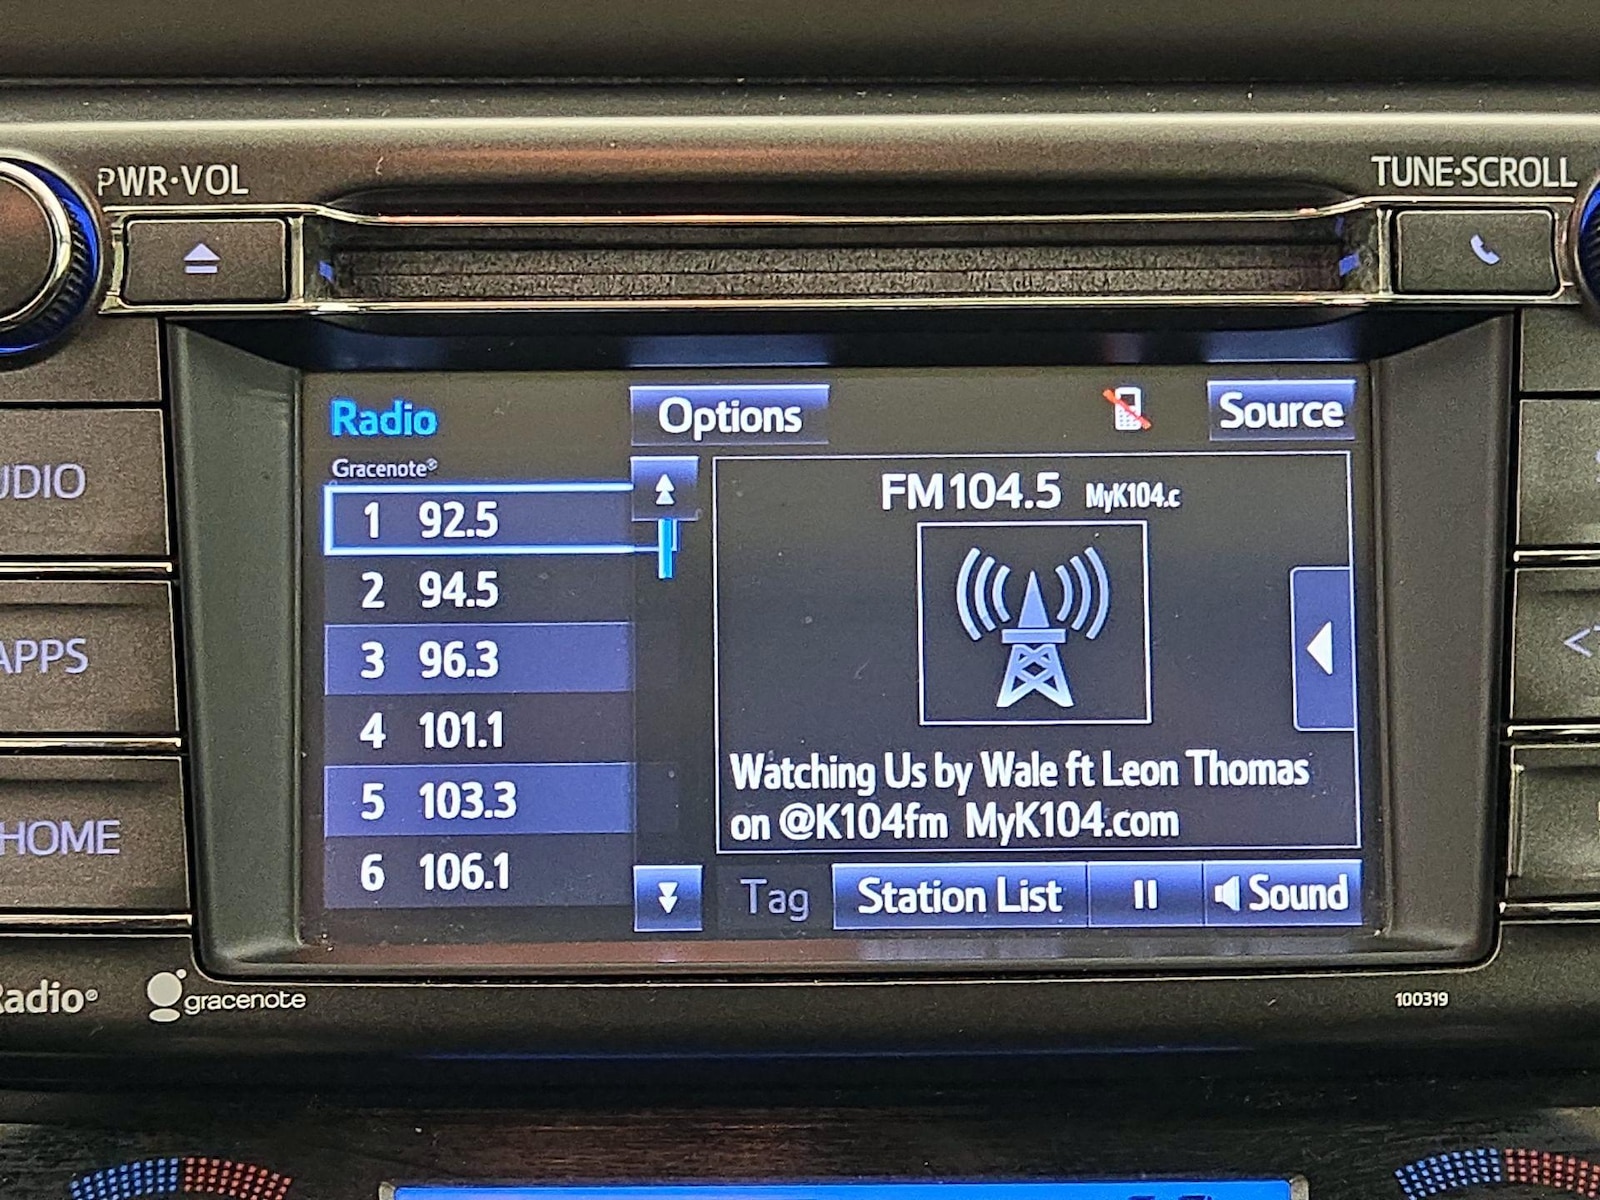 PWR·VOL
TUNE·SCROLL
Radio
Options
Source
Gracenote®
1 92.5
2 94.5
3 96.3
4 101.1
5 103.3
6 106.1
FM104.5 MyK104.c
Watching Us by Wale ft Leon Thomas
on @K104fm MyK104.com
Tag
Station List
Sound
UDIO
APPS
HOME
Radio®
gracenote
100319